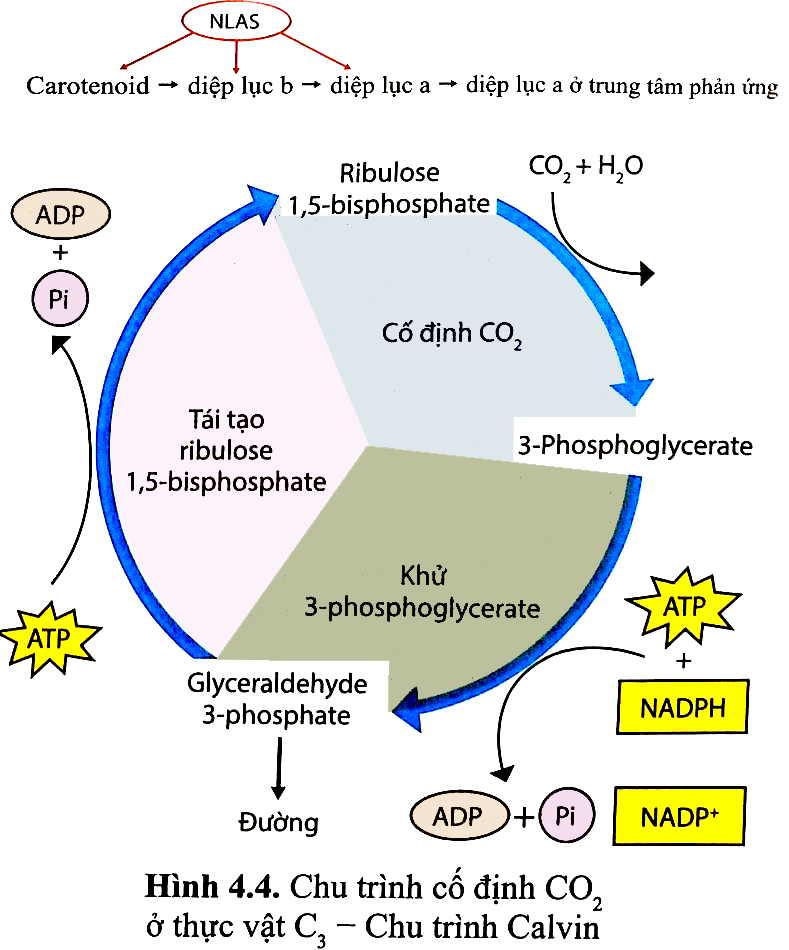 NLAS
Carotenoid → diệp lục b → diệp lục a → diệp lục a ở trung tâm phản ứng
Ribulose
1,5-bisphosphate
CO₂ + H₂O
ADP
+
Pi
Cố định CO₂
Tái tạo
ribulose
1,5-bisphosphate
3-Phosphoglycerate
Khử
3-phosphoglycerate
ATP
ATP
+
NADPH
Glyceraldehyde
3-phosphate
ADP + Pi
NADP⁺
Đường
Hình 4.4. Chu trình cố định CO₂
ở thực vật C₃ − Chu trình Calvin